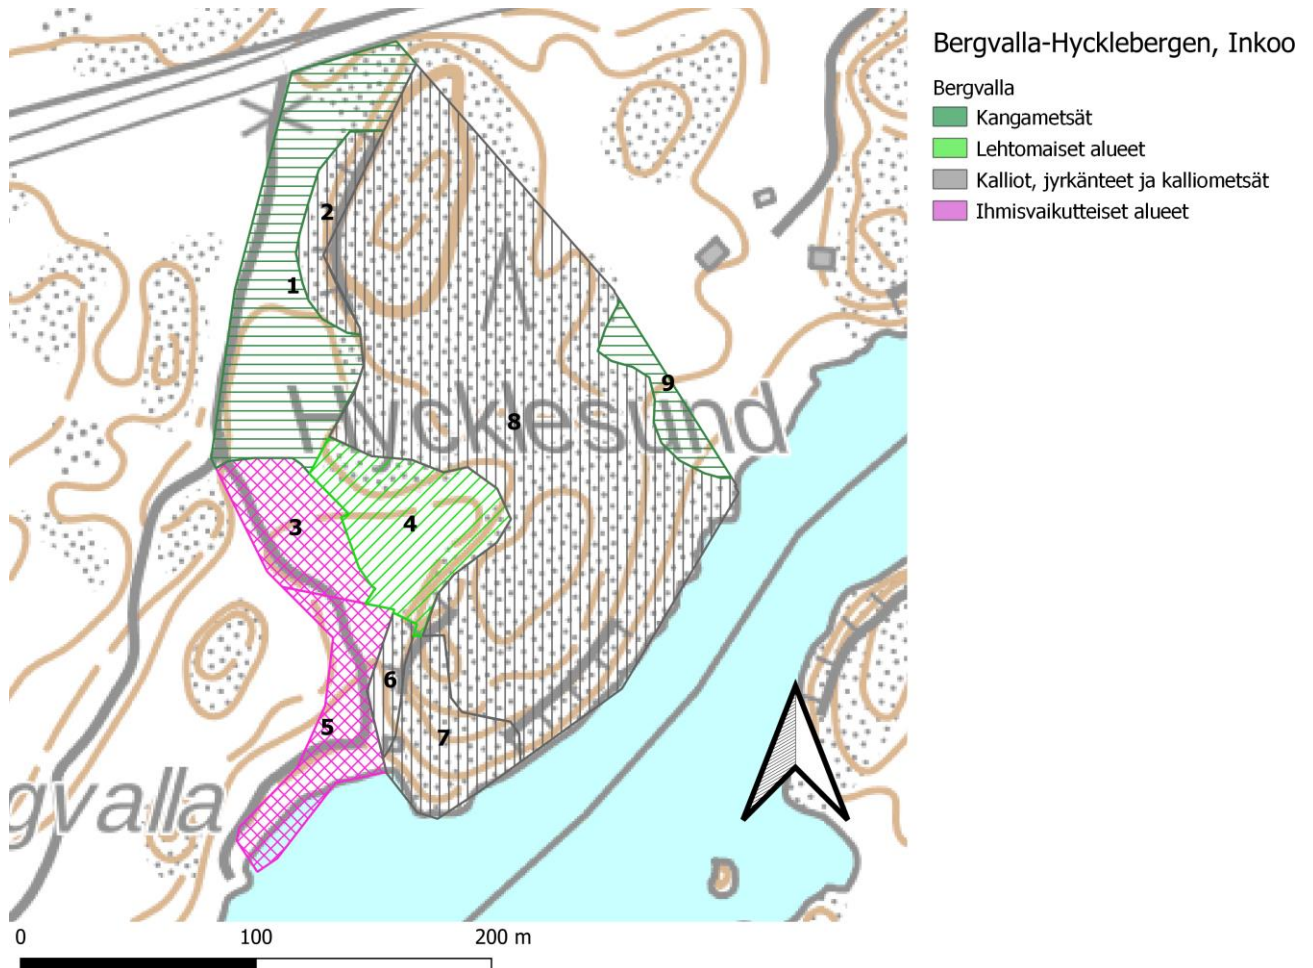 Bergvalla-Hycklebergen, Inkoo
Bergvalla
Kangametsät
Lehtomaiset alueet
Kalliot, jyrkänteet ja kalliometsät
Ihmisvaikutteiset alueet
2
1
9
Hycklesund
8
3
4
6
5
7
gvalla
0 100 200 m